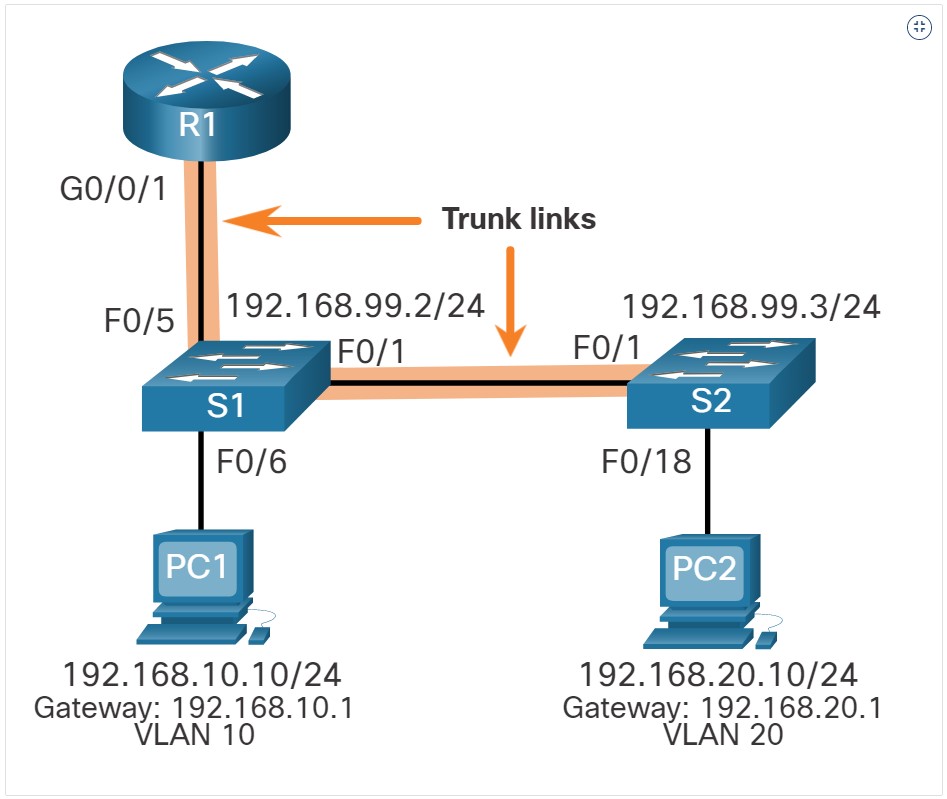 R1
G0/0/1
Trunk links
F0/5
192.168.99.2/24
192.168.99.3/24
F0/1
F0/1
S1
S2
F0/6
F0/18
PC1
PC2
192.168.10.10/24
Gateway: 192.168.10.1
VLAN 10
192.168.20.10/24
Gateway: 192.168.20.1
VLAN 20